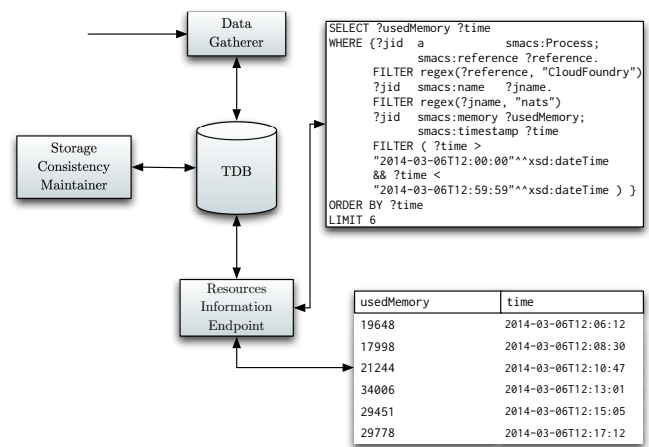 Data
Gatherer
Storage
Consistency
Maintainer
TDB
Resources
Information
Endpoint
SELECT ?usedMemory ?time
WHERE {?jid a smacs:Process;
smacs:reference ?reference.
FILTER regex(?reference, "CloudFoundry")
?jid smacs:name ?jname.
FILTER regex(?jname, "nats")
?jid smacs:memory ?usedMemory;
smacs:timestamp ?time
FILTER ( ?time >
"2014-03-06T12:00:00"^^xsd:dateTime
&& ?time <
"2014-03-06T12:59:59"^^xsd:dateTime ) }
ORDER BY ?time
LIMIT 6
usedMemory time
19648 2014-03-06T12:06:12
17998 2014-03-06T12:08:30
21244 2014-03-06T12:10:47
34006 2014-03-06T12:13:01
29451 2014-03-06T12:15:05
29778 2014-03-06T12:17:12